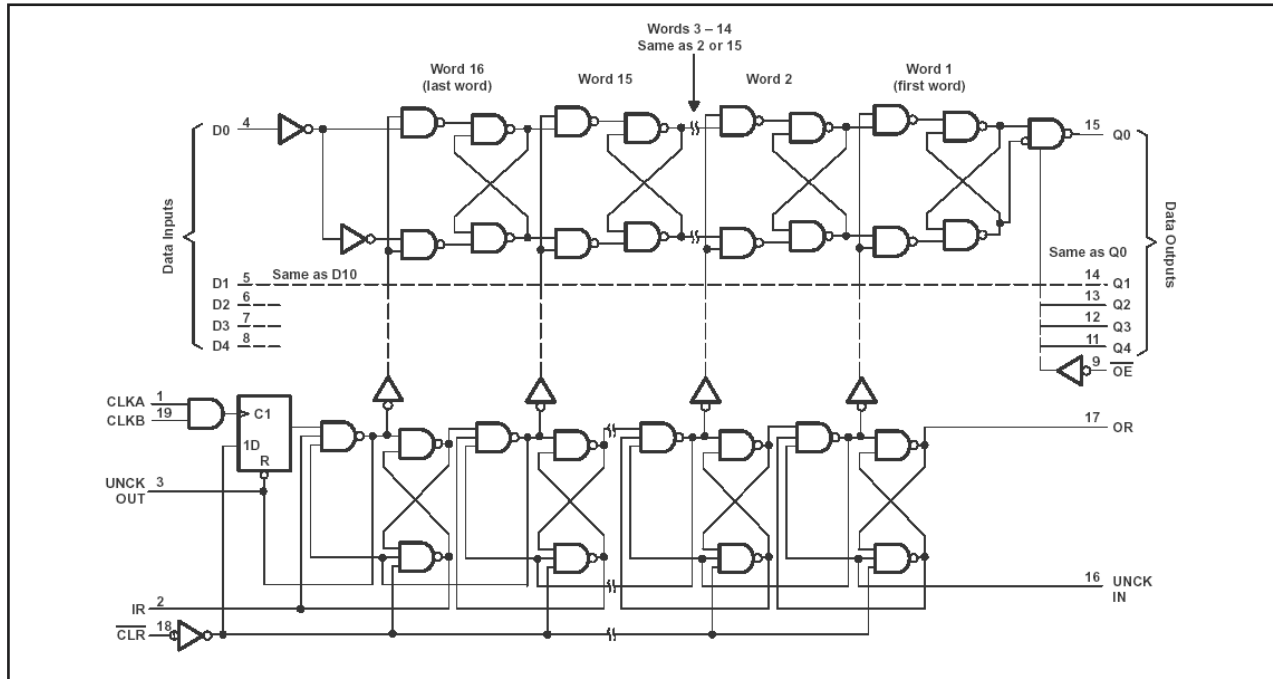 Words 3 – 14
Same as 2 or 15
Word 16
(last word)
Word 15
Word 2
Word 1
(first word)
D0
4
15
Q0
Data Inputs
Data Outputs
Same as D10
Same as Q0
D1
5
14
Q1
D2
6
13
Q2
D3
7
12
Q3
D4
8
11
Q4
9
OE
CLKA
1
CLKB
19
C1
1D
R
17
OR
UNCK
OUT
3
16
UNCK
IN
IR
2
CLR
18